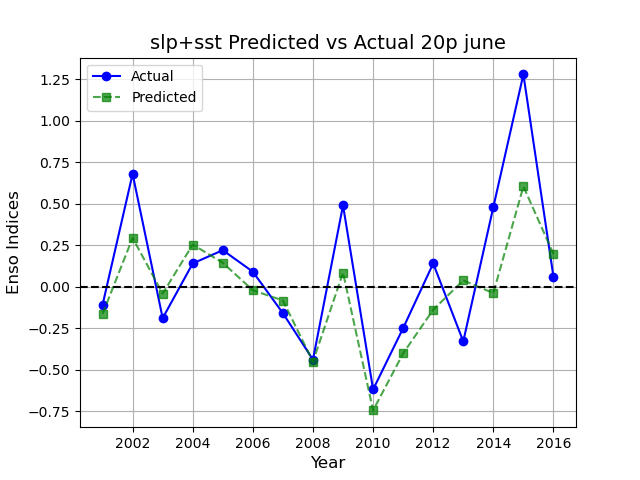 slp+sst Predicted vs Actual 20p june
Actual
Predicted
Enso Indices
1.25
1.00
0.75
0.50
0.25
0.00
−0.25
−0.50
−0.75
2002 2004 2006 2008 2010 2012 2014 2016
Year